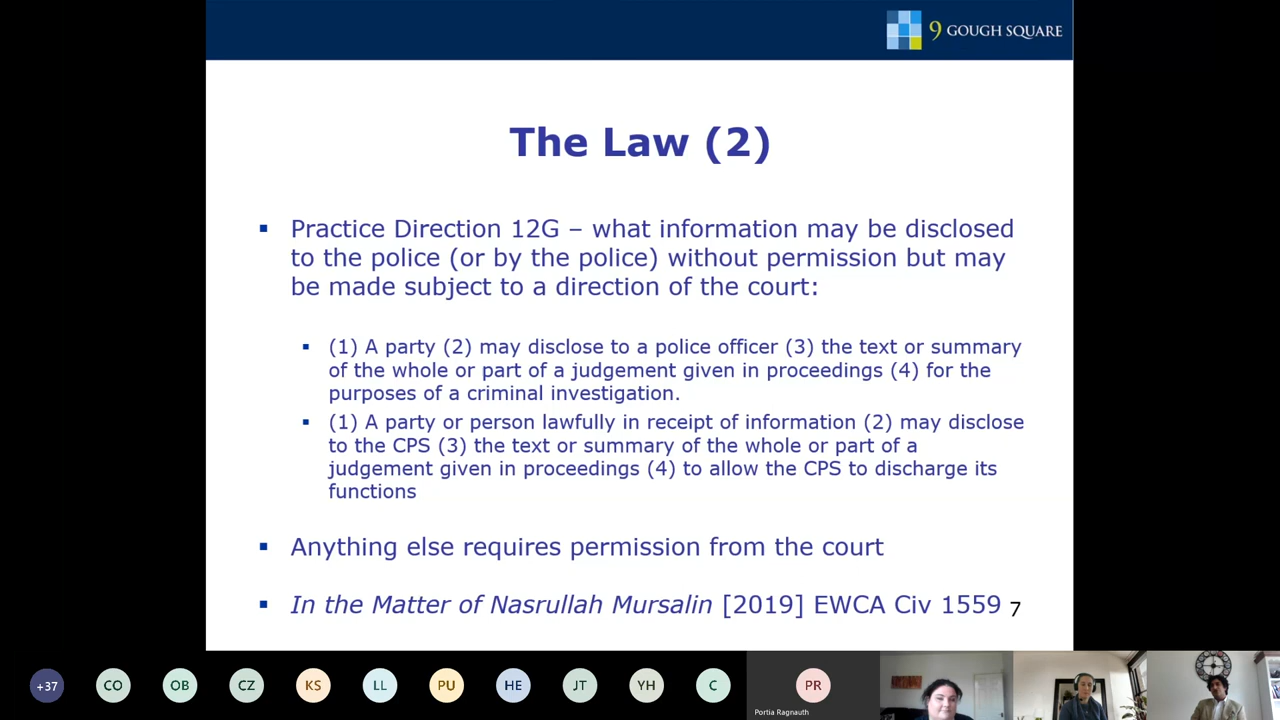 9 GOUGH SQUARE
The Law (2)
Practice Direction 12G – what information may be disclosed
to the police (or by the police) without permission but may
be made subject to a direction of the court:
(1) A party (2) may disclose to a police officer (3) the text or summary
of the whole or part of a judgement given in proceedings (4) for the
purposes of a criminal investigation.
(1) A party or person lawfully in receipt of information (2) may disclose
to the CPS (3) the text or summary of the whole or part of a
judgement given in proceedings (4) to allow the CPS to discharge its
functions
Anything else requires permission from the court
In the Matter of Nasrullah Mursalin [2019] EWCA Civ 1559 7
+37 CO OB CZ KS LL PU HE JT YH C PR
Portia Ragnauth